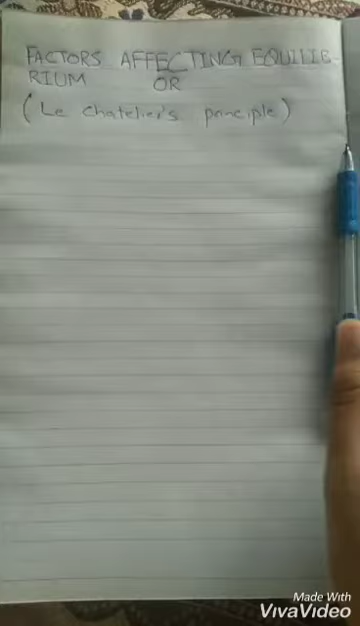 FACTORS AFFECTING EQUILIB-
RIUM OR
(Le Chatelier's principle)
Made With
VivaVideo